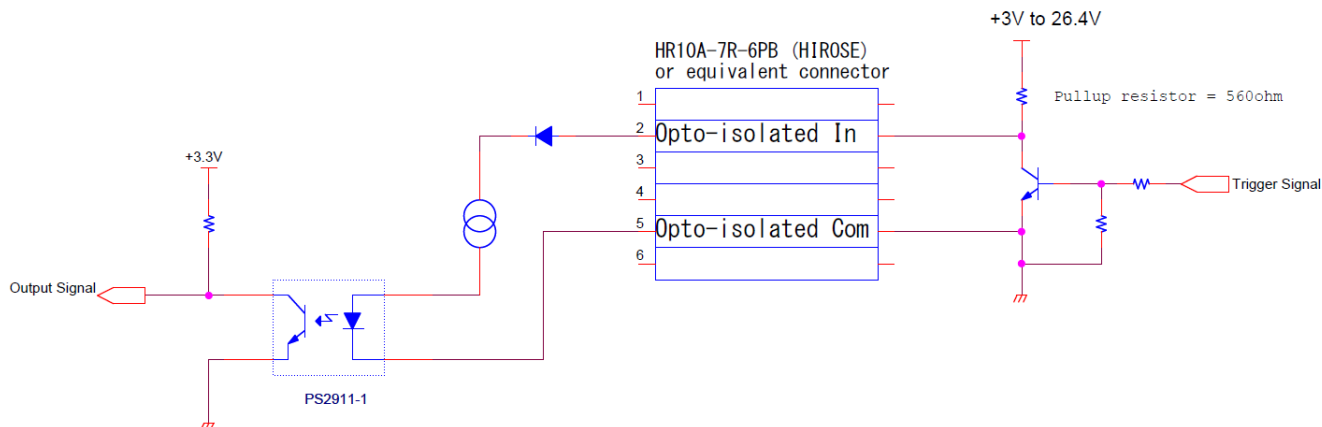 +3V to 26.4V
HR10A-7R-6PB (HIROSE)
or equivalent connector
Pullup resistor = 560ohm
1
2
Opto-isolated In
3
+3.3V
4
Trigger Signal
5
Opto-isolated Com
6
Output Signal
PS2911-1